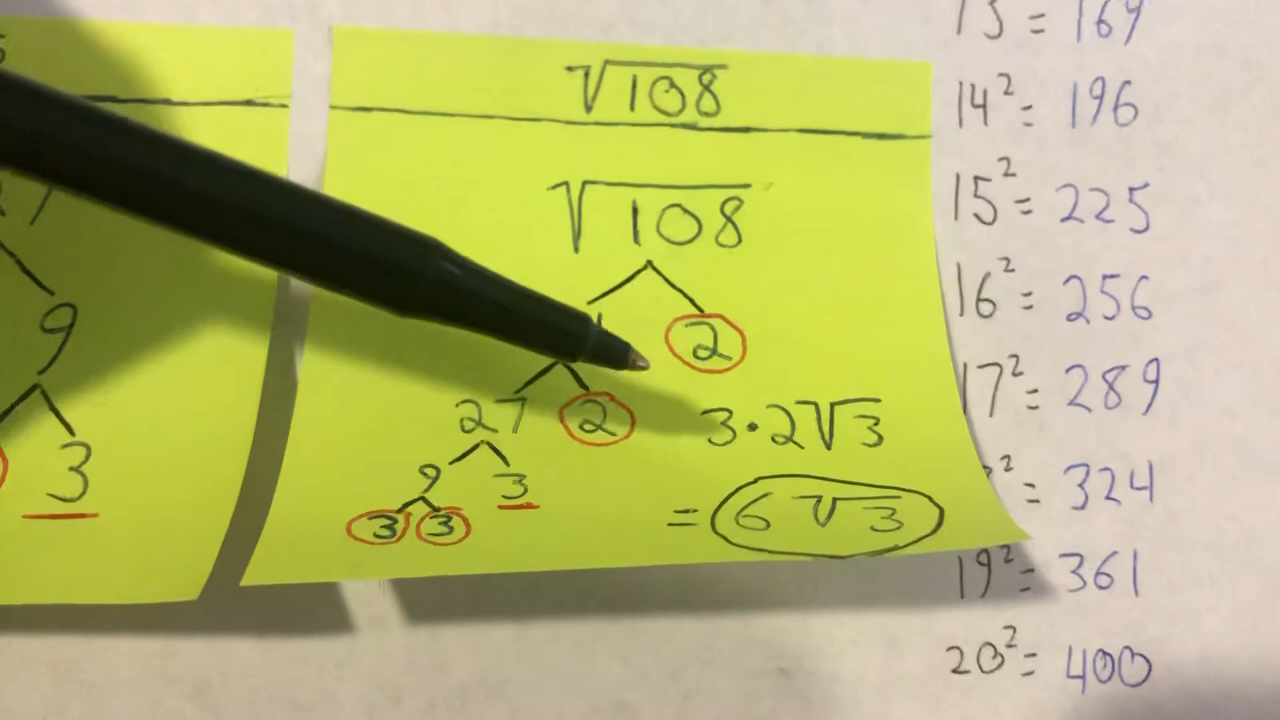 √108
√108
2
27 2
9 3
3 3
3·2√3
= 6√3
9
3
14² = 196
15² = 225
16² = 256
17² = 289
² = 324
19² = 361
20² = 400